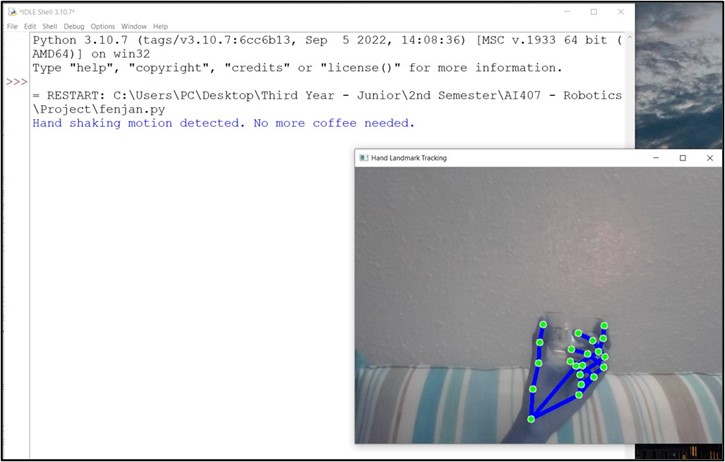 *IDLE Shell 3.10.7*
File Edit Shell Debug Options Window Help
Python 3.10.7 (tags/v3.10.7:6cc6b13, Sep  5 2022, 14:08:36) [MSC v.1933 64 bit (
AMD64)] on win32
Type "help", "copyright", "credits" or "license()" for more information.
>>>
= RESTART: C:\Users\PC\Desktop\Third Year - Junior\2nd Semester\AI407 - Robotics
\Project\fenjan.py
Hand shaking motion detected. No more coffee needed.
Hand Landmark Tracking